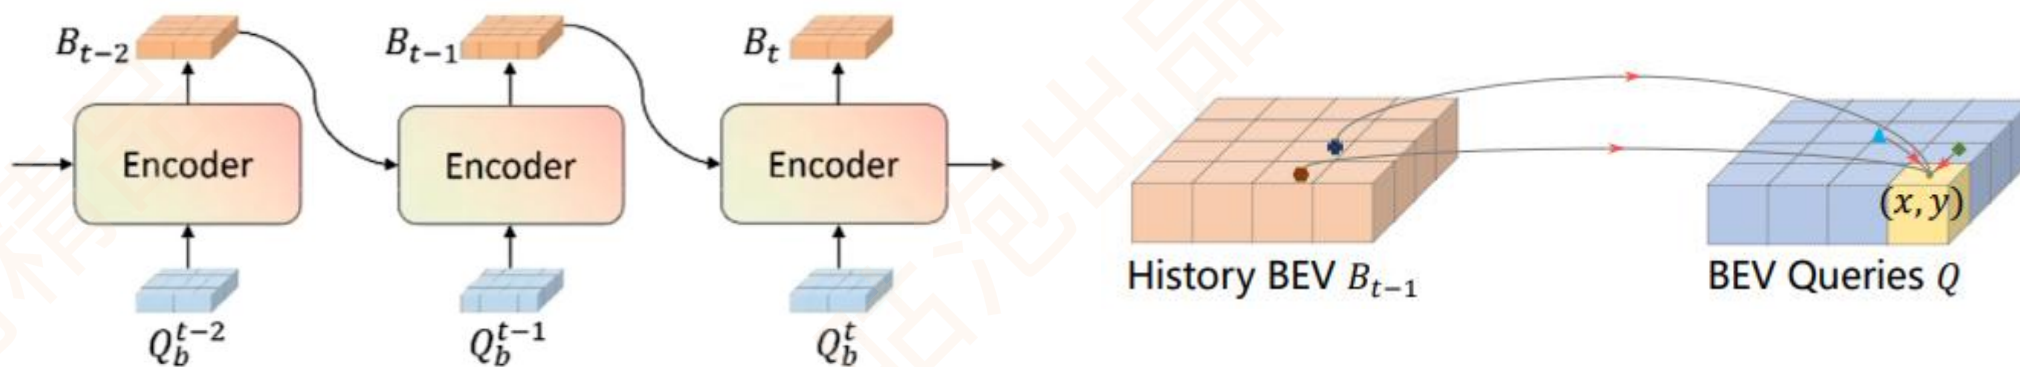 B_{t-2}
B_{t-1}
B_t
Encoder
Encoder
Encoder
Q_b^{t-2}
Q_b^{t-1}
Q_b^t
(x, y)
History BEV B_{t-1}
BEV Queries Q